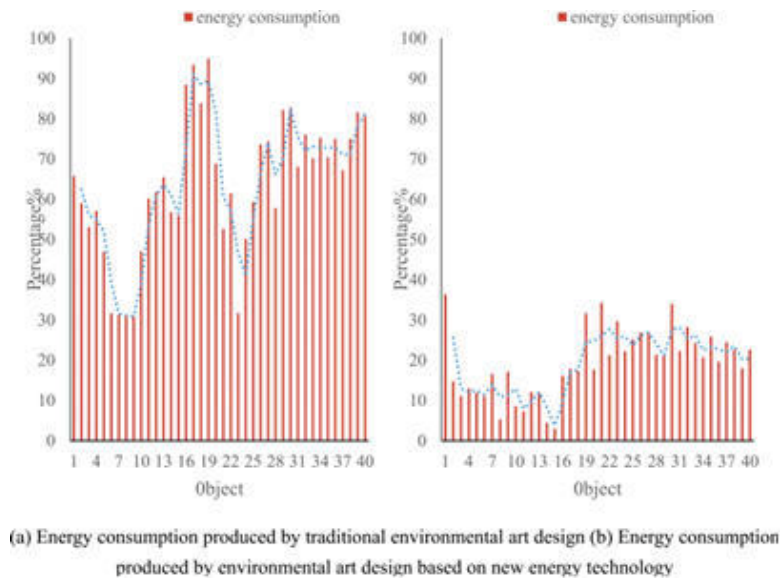 energy consumption
100
90
80
70
60
50
40
30
20
10
0
Percentage%
1 4 7 10 13 16 19 22 25 28 31 34 37 40
0bject
energy consumption
100
90
80
70
60
50
40
30
20
10
0
Percentage%
1 4 7 10 13 16 19 22 25 28 31 34 37 40
0bject
(a) Energy consumption produced by traditional environmental art design (b) Energy consumption
produced by environmental art design based on new energy technology